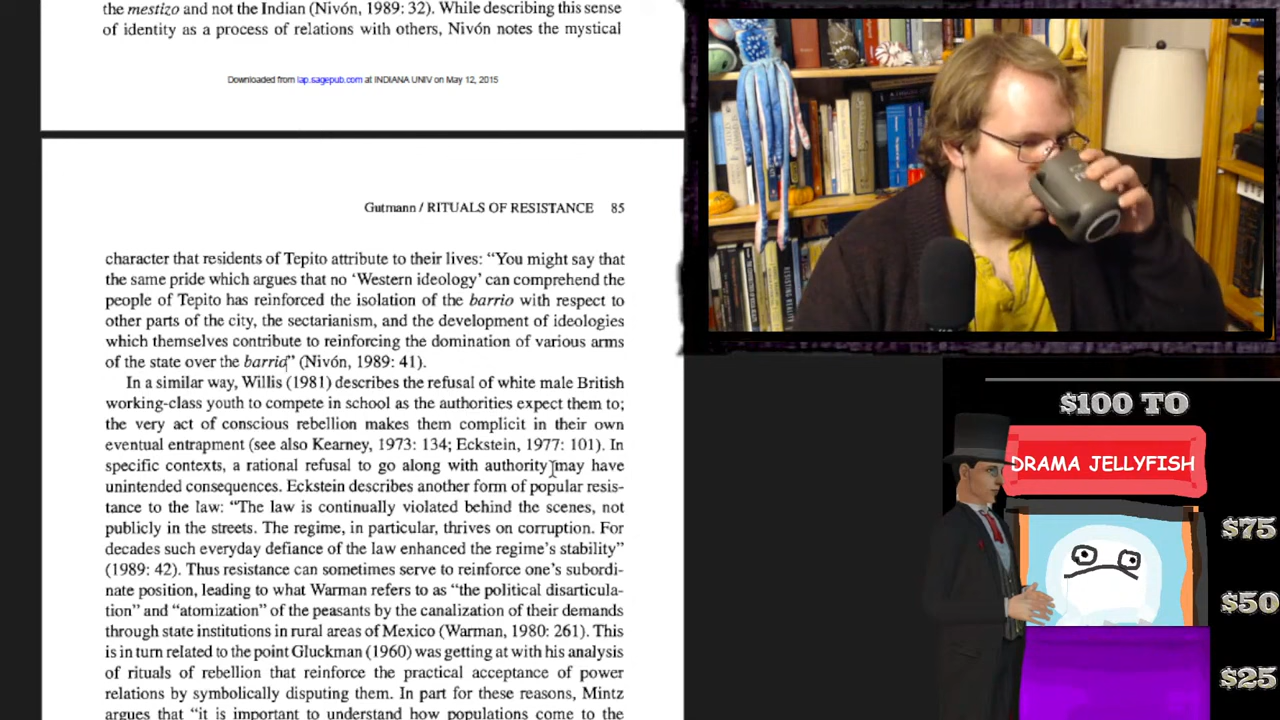 the mestizo and not the Indian (Nivón, 1989: 32). While describing this sense
of identity as a process of relations with others, Nivón notes the mystical
Downloaded from lap.sagepub.com at INDIANA UNIV on May 12, 2015
Gutmann / RITUALS OF RESISTANCE 85
character that residents of Tepito attribute to their lives: “You might say that
the same pride which argues that no ‘Western ideology’ can comprehend the
people of Tepito has reinforced the isolation of the barrio with respect to
other parts of the city, the sectarianism, and the development of ideologies
which themselves contribute to reinforcing the domination of various arms
of the state over the barrio” (Nivón, 1989: 41).
In a similar way, Willis (1981) describes the refusal of white male British
working-class youth to compete in school as the authorities expect them to;
the very act of conscious rebellion makes them complicit in their own
eventual entrapment (see also Kearney, 1973: 134; Eckstein, 1977: 101). In
specific contexts, a rational refusal to go along with authority may have
unintended consequences. Eckstein describes another form of popular resis-
tance to the law: “The law is continually violated behind the scenes, not
publicly in the streets. The regime, in particular, thrives on corruption. For
decades such everyday defiance of the law enhanced the regime’s stability”
(1989: 42). Thus resistance can sometimes serve to reinforce one’s subordi-
nate position, leading to what Warman refers to as “the political disarticula-
tion” and “atomization” of the peasants by the canalization of their demands
through state institutions in rural areas of Mexico (Warman, 1980: 261). This
is in turn related to the point Gluckman (1960) was getting at with his analysis
of rituals of rebellion that reinforce the practical acceptance of power
relations by symbolically disputing them. In part for these reasons, Mintz
argues that “it is important to understand how populations come to the
$100 TO
DRAMA JELLYFISH
$75
$50
$25